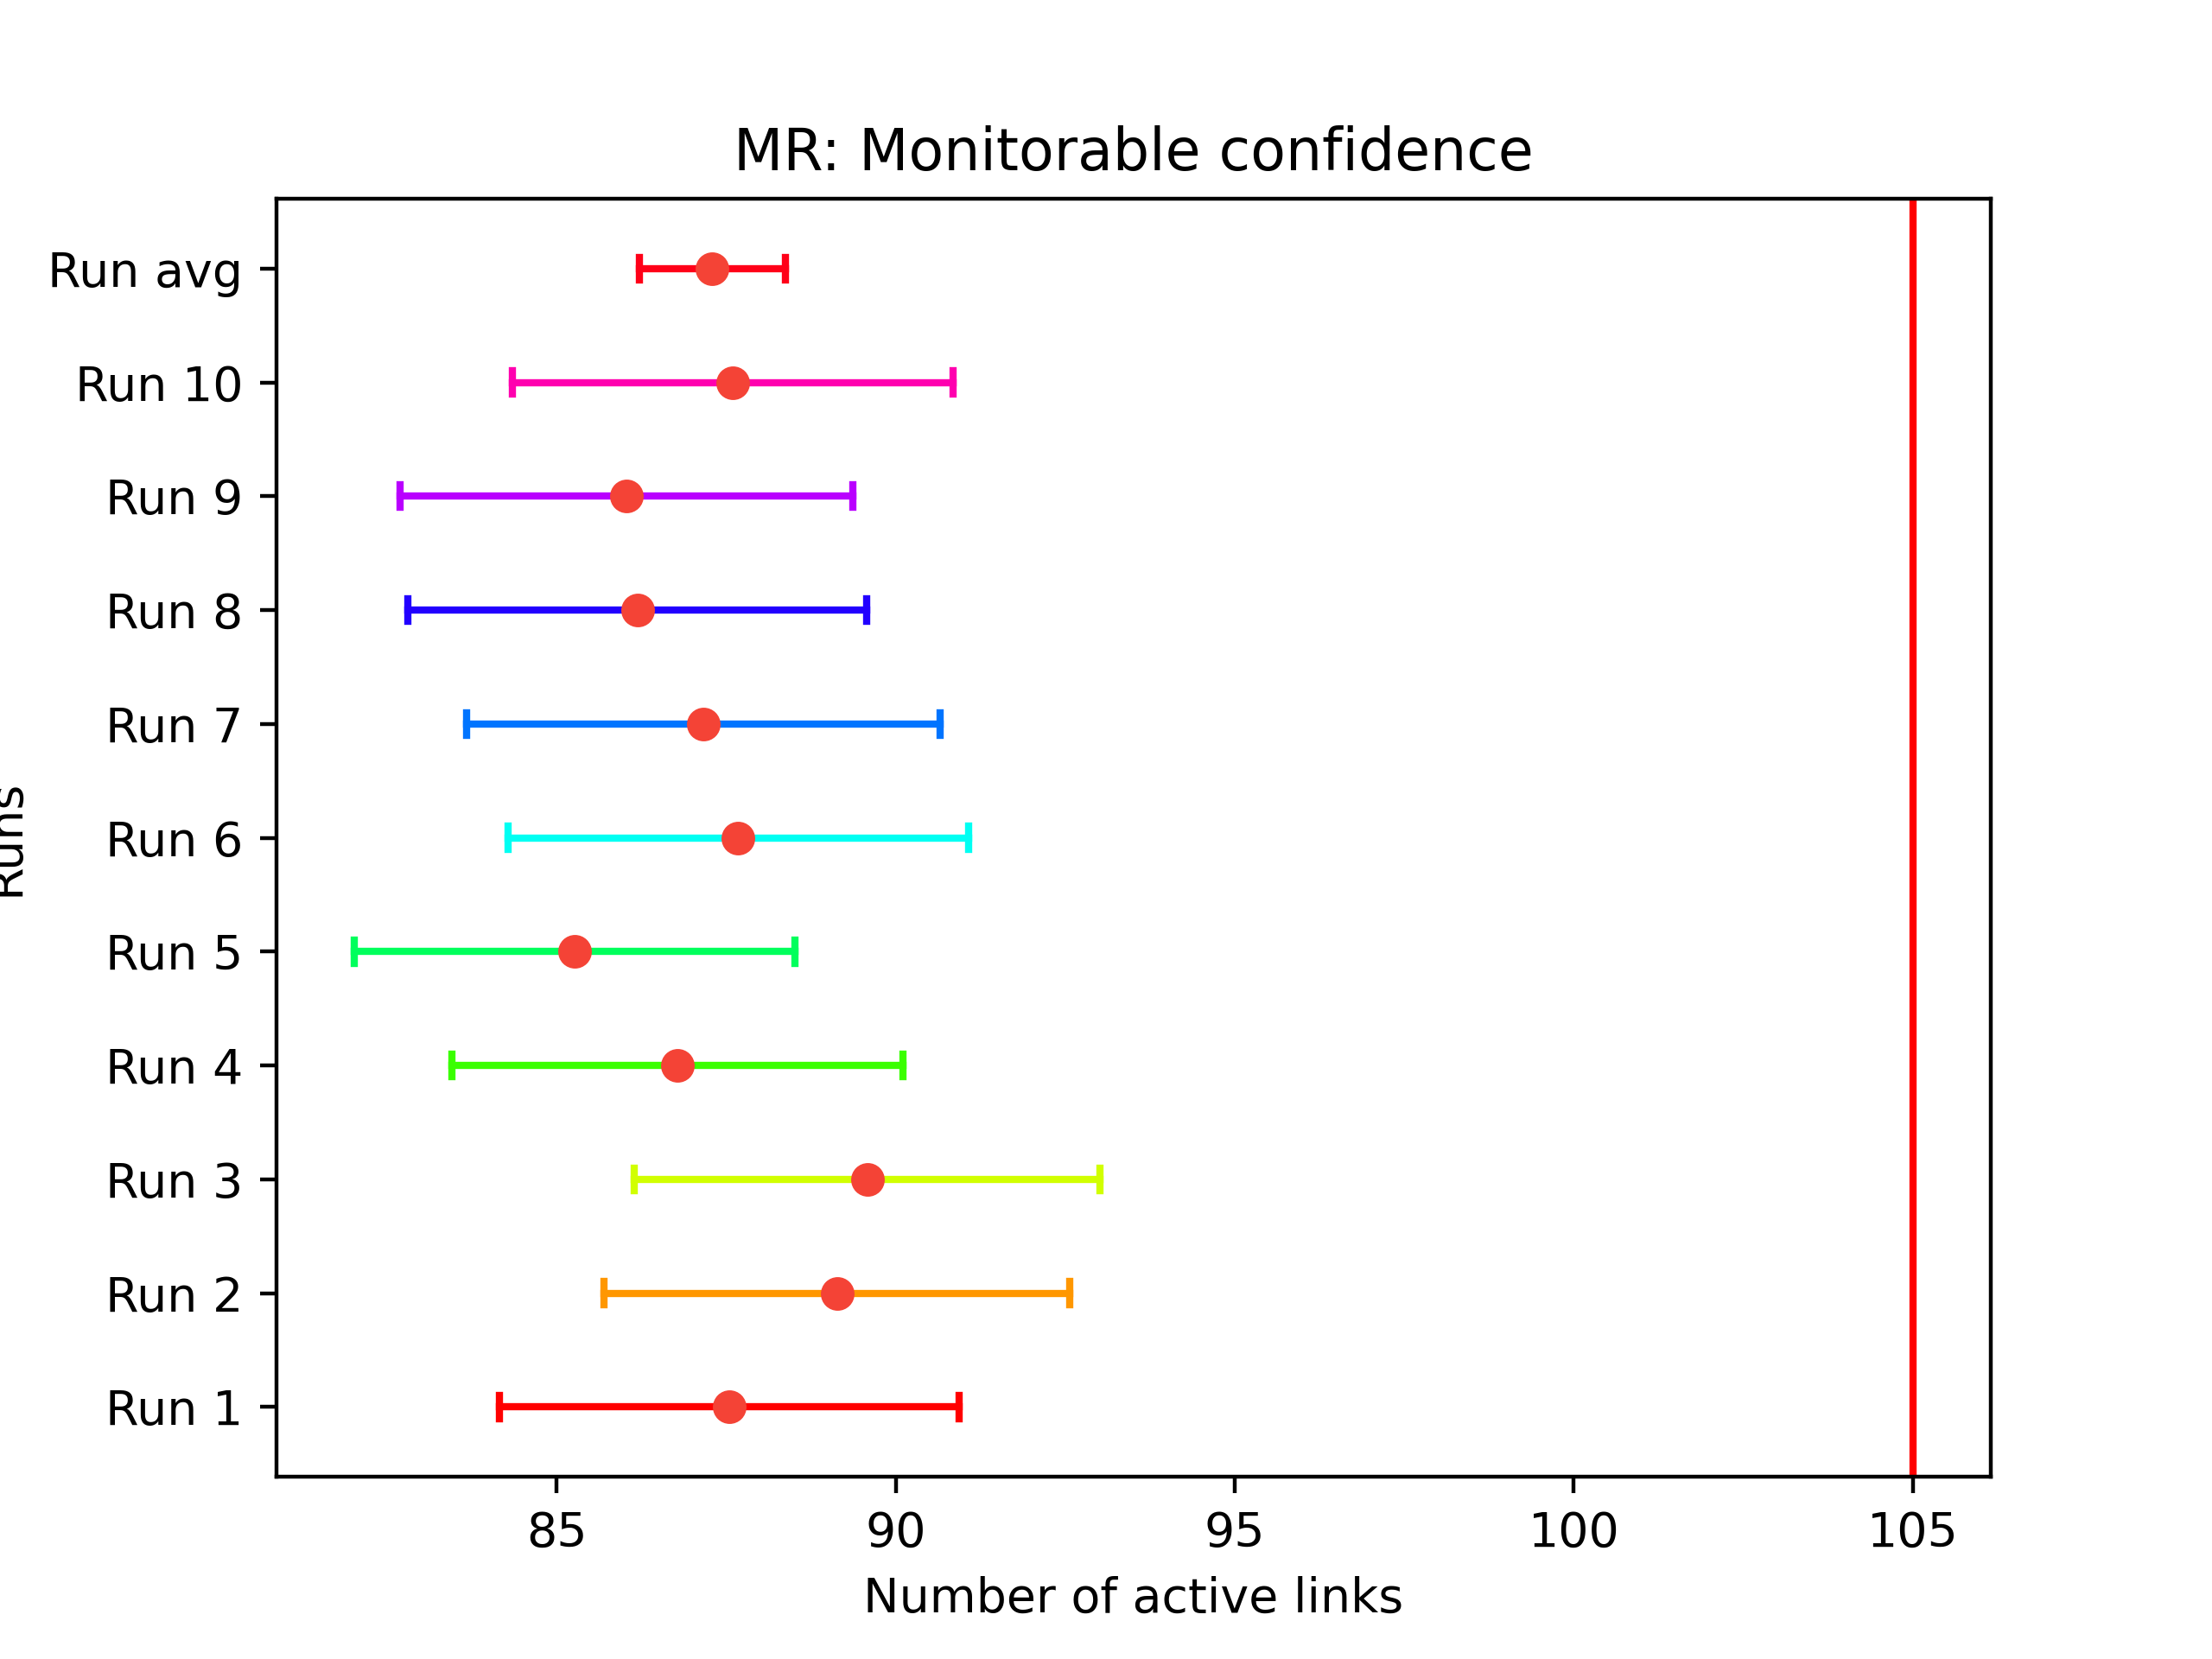 MR: Monitorable confidence
Run avg
Run 10
Run 9
Run 8
Run 7
Run 6
Runs
Run 5
Run 4
Run 3
Run 2
Run 1
85 90 95 100 105
Number of active links